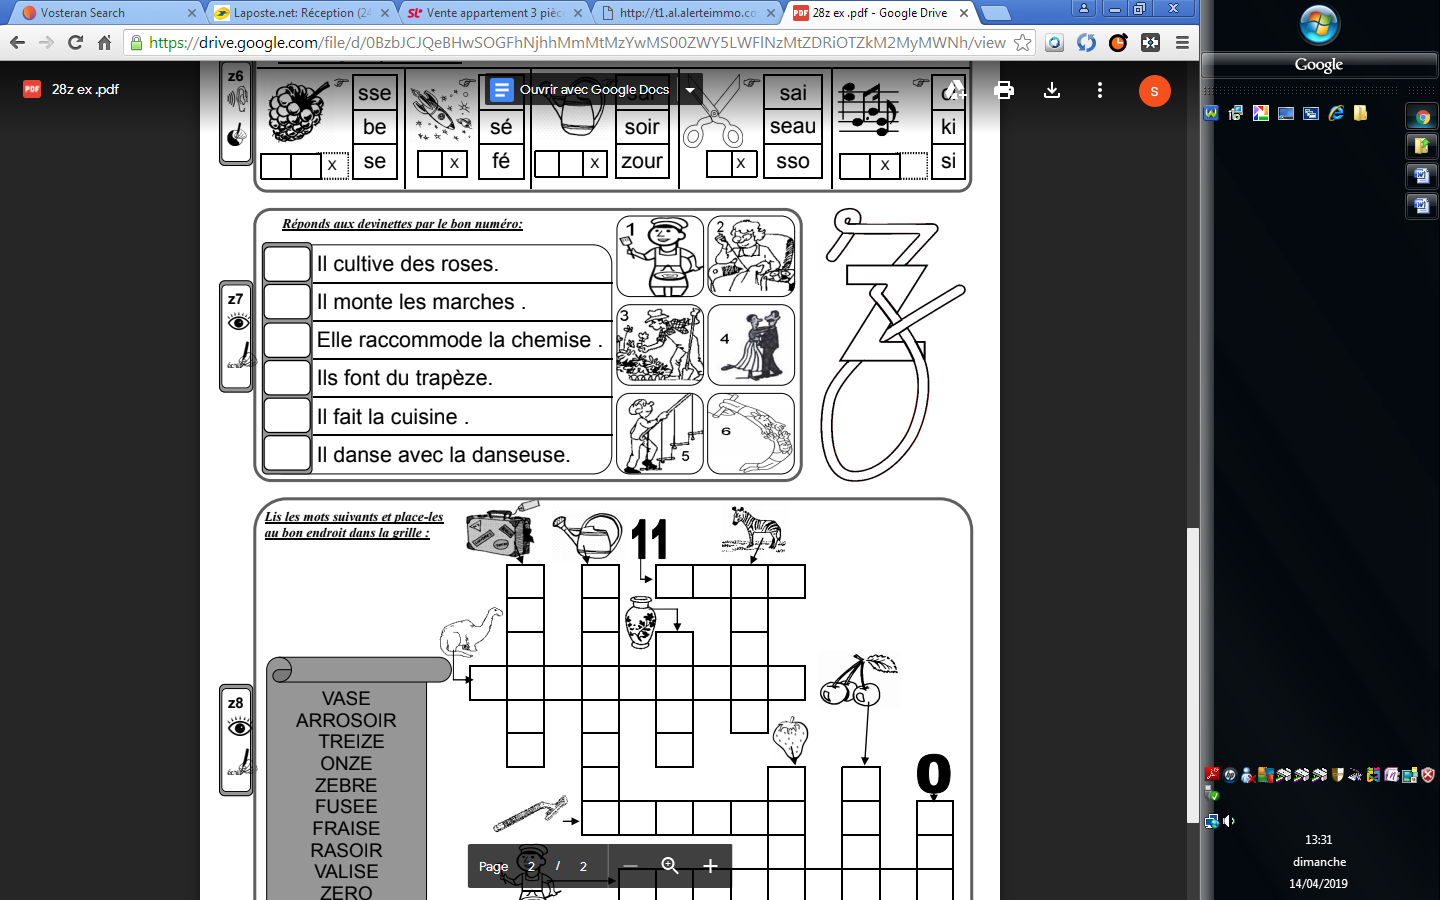 Vosteran Search
Laposte.net: Réception (24
Vente appartement 3 pièc
http://t1.al.alerteimmo.co
28z ex .pdf - Google Drive
https://drive.google.com/file/d/0BzbJCJQeBHwSOGFhNjhhMmMtMzYwMS00ZWY5LWFlNzMtZDRiOTZkM2MyMWNh/view
Google
PDF 28z ex .pdf
Ouvrir avec Google Docs
s
z6
sse
be
se
x
sé
fé
x
soir
zour
x
sai
seau
sso
x
ki
si
x
Réponds aux devinettes par le bon numéro:
z7
Il cultive des roses.
Il monte les marches .
Elle raccommode la chemise .
Ils font du trapèze.
Il fait la cuisine .
Il danse avec la danseuse.
1
2
3
4
5
6
Lis les mots suivants et place-les
au bon endroit dans la grille :
11
0
z8
VASE
ARROSOIR
TREIZE
ONZE
ZEBRE
FUSEE
FRAISE
RASOIR
VALISE
ZERO
Page 2 / 2
13:31
dimanche
14/04/2019